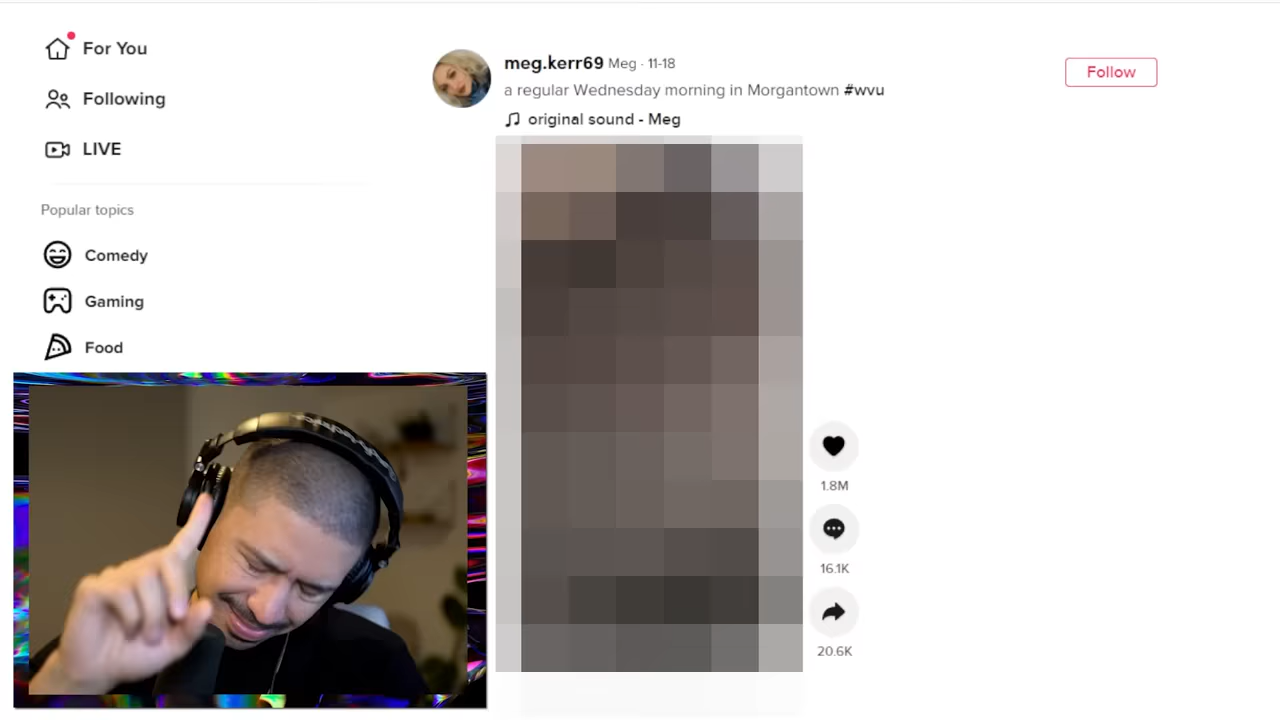 For You
Following
LIVE
Popular topics
Comedy
Gaming
Food
meg.kerr69 Meg · 11-18
a regular Wednesday morning in Morgantown #wvu
original sound - Meg
Follow
1.8M
16.1K
20.6K